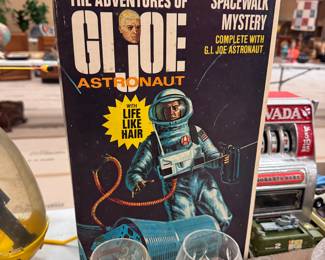 THE ADVENTURES OF
GI JOE
ASTRONAUT
SPACEWALK
MYSTERY
COMPLETE WITH
G.I. JOE ASTRONAUT
WITH
LIFE
LIKE
HAIR
VADA